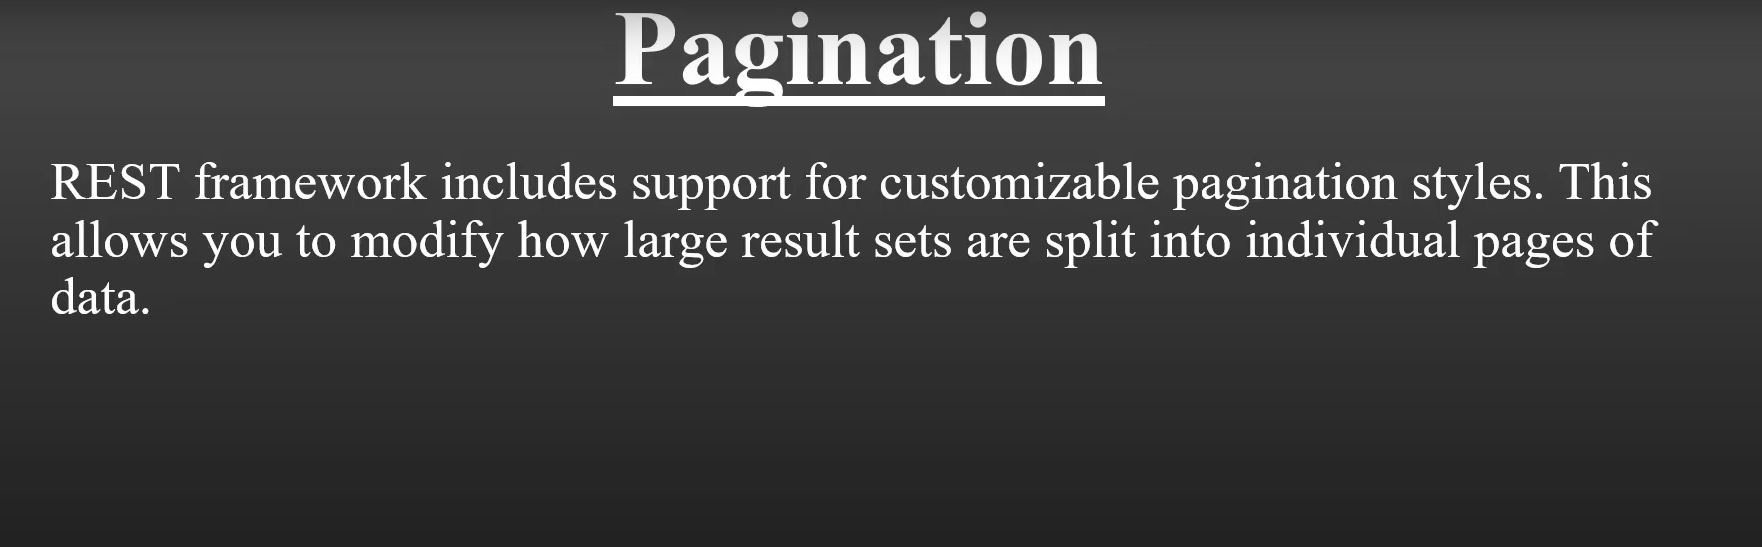 Pagination
REST framework includes support for customizable pagination styles. This
allows you to modify how large result sets are split into individual pages of
data.